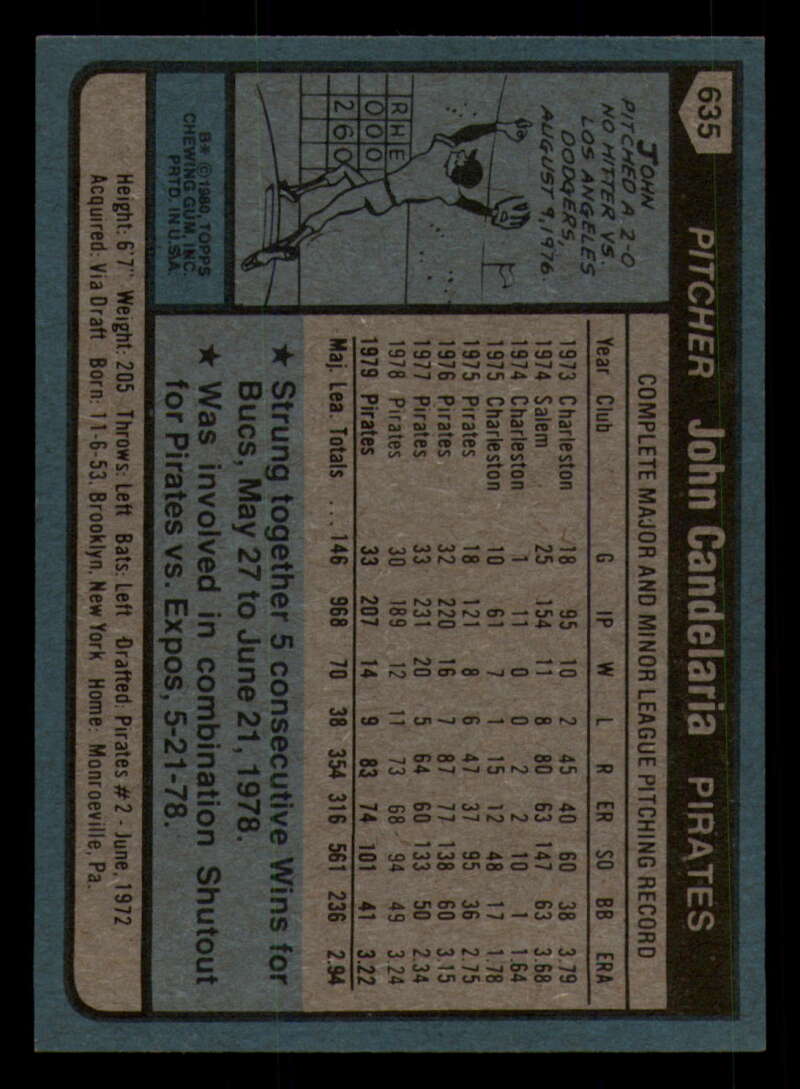 635
PITCHER John Candelaria PIRATES
JOHN
PITCHED A 2-0
NO HITTER VS.
LOS ANGELES
DODGERS,
AUGUST 9, 1976.
R H E
0 0 0
2 6 0
B* © 1980, TOPPS
CHEWING GUM, INC.
PRTD. IN U.S.A.
COMPLETE MAJOR AND MINOR LEAGUE PITCHING RECORD
Year Club G IP W L R ER SO BB ERA
1973 Charleston 18 95 10 2 45 40 60 38 3.79
1974 Salem 25 154 11 8 80 63 147 63 3.68
1974 Charleston 1 11 0 0 2 2 10 1 1.64
1975 Charleston 10 61 7 1 15 12 48 17 1.78
1975 Pirates 18 121 8 6 47 37 95 36 2.75
1976 Pirates 32 220 16 7 87 77 138 60 3.15
1977 Pirates 33 231 20 5 64 60 133 50 2.34
1978 Pirates 30 189 12 11 73 68 94 49 3.24
1979 Pirates 33 207 14 9 83 74 101 41 3.22
Maj. Lea. Totals ... 146 968 70 38 354 316 561 236 2.94
★ Strung together 5 consecutive Wins for
Bucs, May 27 to June 21, 1978.
★ Was involved in combination Shutout
for Pirates vs. Expos, 5-21-78.
Height: 6'7" Weight: 205 Throws: Left Bats: Left Drafted: Pirates #2 - June, 1972
Acquired: Via Draft Born: 11-6-53, Brooklyn, New York Home: Monroeville, Pa.